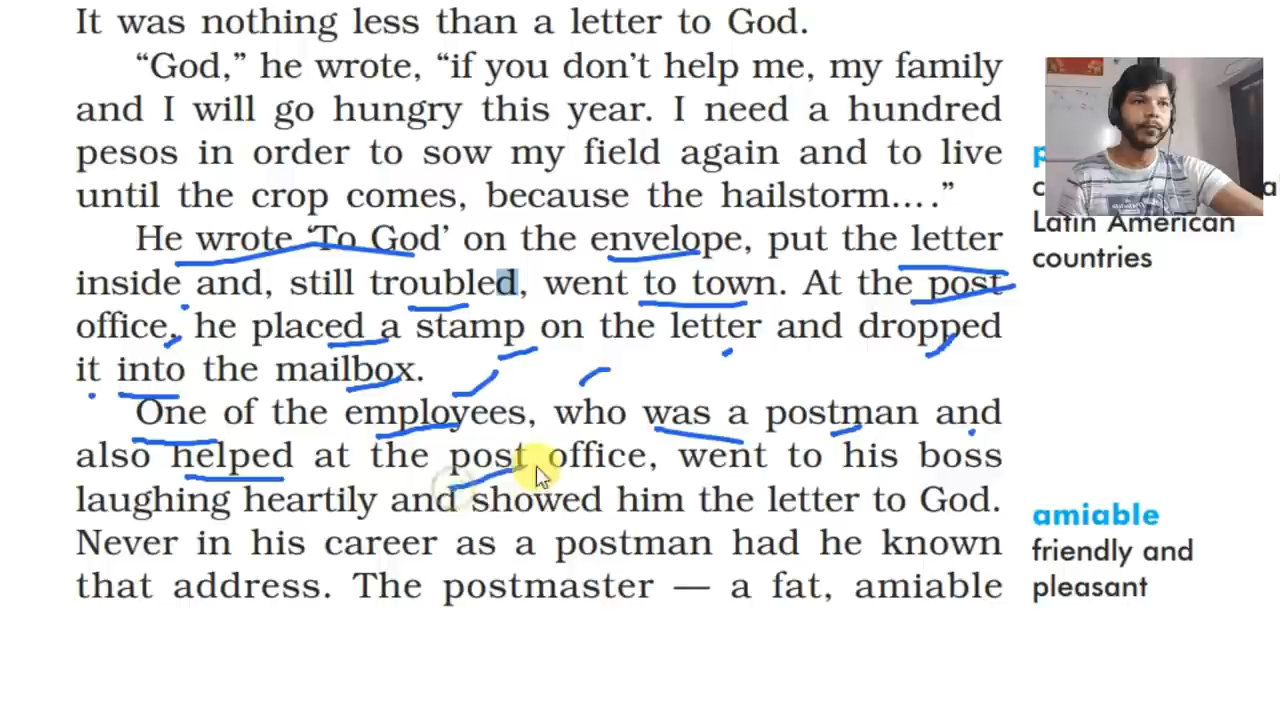 It was nothing less than a letter to God.
“God,” he wrote, “if you don’t help me, my family
and I will go hungry this year. I need a hundred
pesos in order to sow my field again and to live
until the crop comes, because the hailstorm... .”
He wrote ‘To God’ on the envelope, put the letter
inside and, still troubled, went to town. At the post
office, he placed a stamp on the letter and dropped
it into the mailbox.
One of the employees, who was a postman and
also helped at the post office, went to his boss
laughing heartily and showed him the letter to God.
Never in his career as a postman had he known
that address. The postmaster — a fat, amiable
Latin American
countries
amiable
friendly and
pleasant